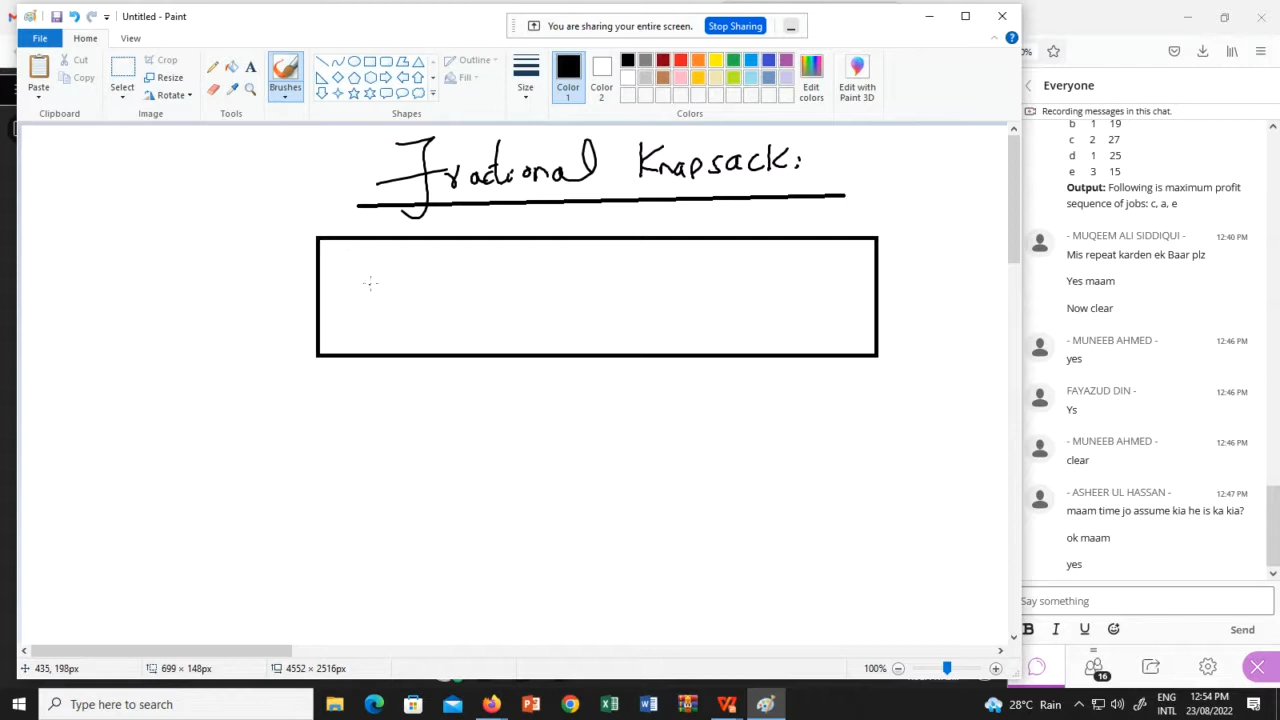 Untitled - Paint
You are sharing your entire screen. Stop Sharing
File Home View
Paste
Cut
Copy
Clipboard
Select
Crop
Resize
Rotate
Image
A
Tools
Brushes
Shapes
Outline
Fill
Size
Color 1
Color 2
Colors
Edit colors
Edit with Paint 3D
Fractional Knapsack:
435, 198px 699 × 148px 4552 × 2516px 100%
Everyone
Recording messages in this chat.
b 1 19
c 2 27
d 1 25
e 3 15
Output: Following is maximum profit
sequence of jobs: c, a, e
- MUQEEM ALI SIDDIQUI - 12:40 PM
Mis repeat karden ek Baar plz
Yes maam
Now clear
- MUNEEB AHMED - 12:46 PM
yes
FAYAZUD DIN - 12:46 PM
Ys
- MUNEEB AHMED - 12:46 PM
clear
- ASHEER UL HASSAN - 12:47 PM
maam time jo assume kia he is ka kia?
ok maam
yes
Say something
B I U Send
16
Type here to search
28°C Rain ENG INTL 12:54 PM 23/08/2022